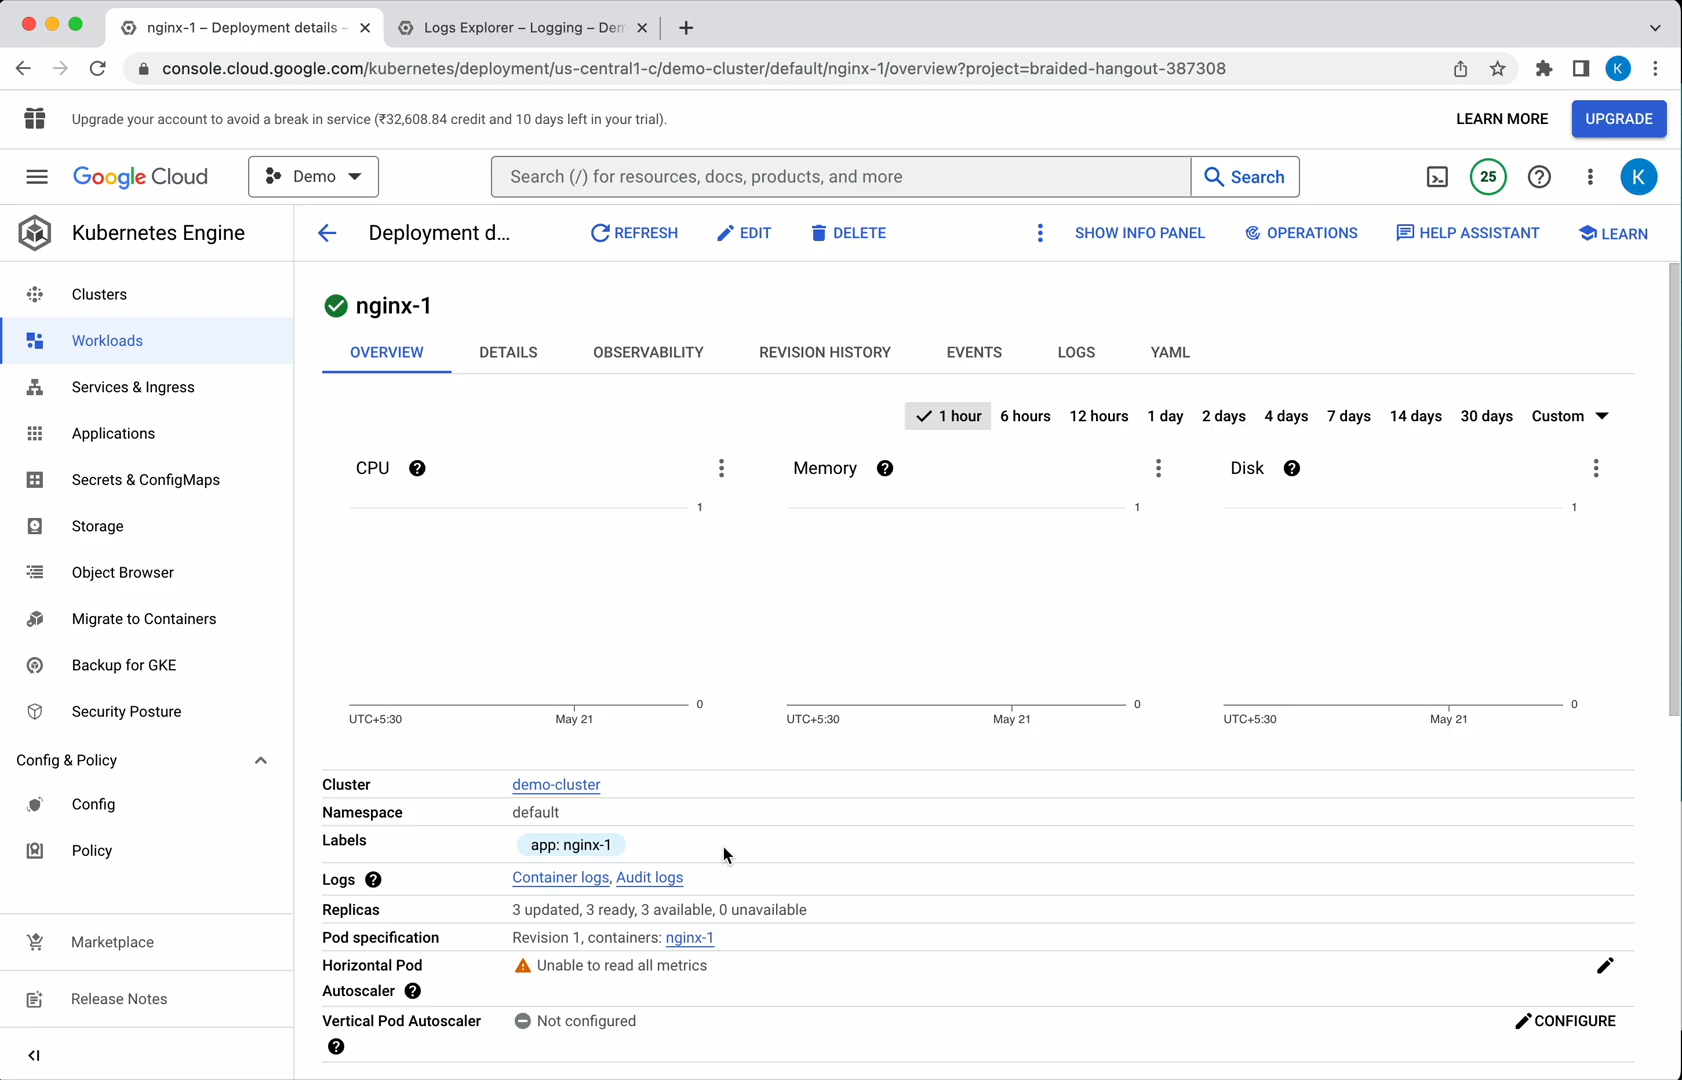 nginx-1 – Deployment details –
Logs Explorer – Logging – Dem
console.cloud.google.com/kubernetes/deployment/us-central1-c/demo-cluster/default/nginx-1/overview?project=braided-hangout-387308
K
Upgrade your account to avoid a break in service (₹32,608.84 credit and 10 days left in your trial).
LEARN MORE
UPGRADE
Google Cloud
Demo
Search (/) for resources, docs, products, and more
Search
25
K
Kubernetes Engine
Deployment d...
REFRESH
EDIT
DELETE
SHOW INFO PANEL
OPERATIONS
HELP ASSISTANT
LEARN
Clusters
Workloads
Services & Ingress
Applications
Secrets & ConfigMaps
Storage
Object Browser
Migrate to Containers
Backup for GKE
Security Posture
Config & Policy
Config
Policy
Marketplace
Release Notes
nginx-1
OVERVIEW
DETAILS
OBSERVABILITY
REVISION HISTORY
EVENTS
LOGS
YAML
1 hour
6 hours
12 hours
1 day
2 days
4 days
7 days
14 days
30 days
Custom
CPU
1
0
UTC+5:30
May 21
Memory
1
0
UTC+5:30
May 21
Disk
1
0
UTC+5:30
May 21
Cluster
demo-cluster
Namespace
default
Labels
app: nginx-1
Logs
Container logs, Audit logs
Replicas
3 updated, 3 ready, 3 available, 0 unavailable
Pod specification
Revision 1, containers: nginx-1
Horizontal Pod
Autoscaler
Unable to read all metrics
Vertical Pod Autoscaler
Not configured
CONFIGURE